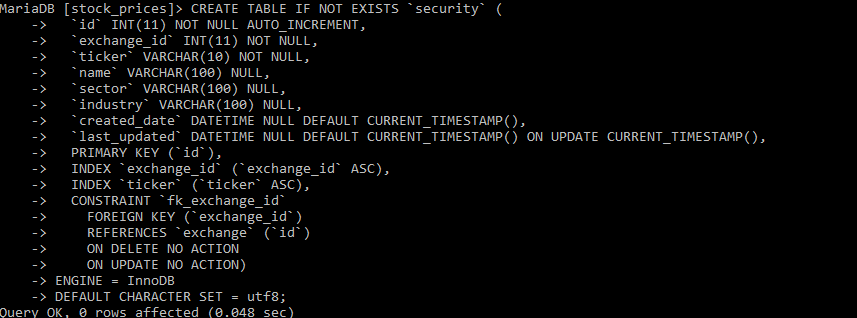 MariaDB [stock_prices]> CREATE TABLE IF NOT EXISTS `security` (
    ->   `id` INT(11) NOT NULL AUTO_INCREMENT,
    ->   `exchange_id` INT(11) NOT NULL,
    ->   `ticker` VARCHAR(10) NOT NULL,
    ->   `name` VARCHAR(100) NULL,
    ->   `sector` VARCHAR(100) NULL,
    ->   `industry` VARCHAR(100) NULL,
    ->   `created_date` DATETIME NULL DEFAULT CURRENT_TIMESTAMP(),
    ->   `last_updated` DATETIME NULL DEFAULT CURRENT_TIMESTAMP() ON UPDATE CURRENT_TIMESTAMP(),
    ->   PRIMARY KEY (`id`),
    ->   INDEX `exchange_id` (`exchange_id` ASC),
    ->   INDEX `ticker` (`ticker` ASC),
    ->   CONSTRAINT `fk_exchange_id`
    ->     FOREIGN KEY (`exchange_id`)
    ->     REFERENCES `exchange` (`id`)
    ->     ON DELETE NO ACTION
    ->     ON UPDATE NO ACTION)
    -> ENGINE = InnoDB
    -> DEFAULT CHARACTER SET = utf8;
Query OK, 0 rows affected (0.048 sec)